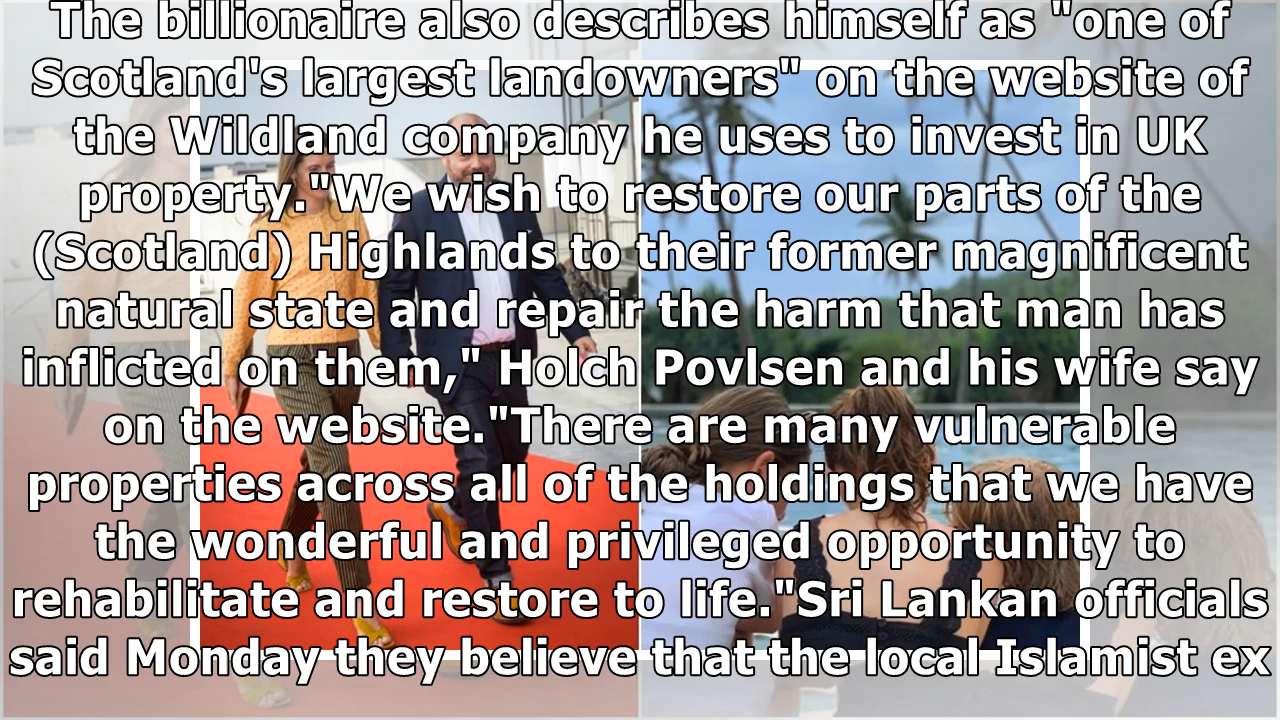 The billionaire also describes himself as "one of
Scotland's largest landowners" on the website of
the Wildland company he uses to invest in UK
property."We wish to restore our parts of the
(Scotland) Highlands to their former magnificent
natural state and repair the harm that man has
inflicted on them," Holch Povlsen and his wife say
on the website."There are many vulnerable
properties across all of the holdings that we have
the wonderful and privileged opportunity to
rehabilitate and restore to life."Sri Lankan officials
said Monday they believe that the local Islamist ex